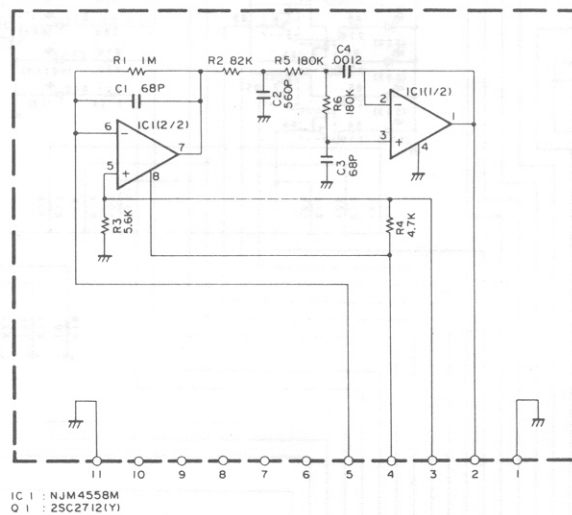 R1 1M R2 82K R5 180K C4 .0012
C1 68P
C2 560P
R6 180K
IC1(1/2)
2 − 1
3 + 4
6 − IC1(2/2) 7
5 + 8
C3 68P
R3 5.6K
R4 4.7K
11 10 9 8 7 6 5 4 3 2 1
IC 1 : NJM4558M
Q 1 : 2SC2712(Y)